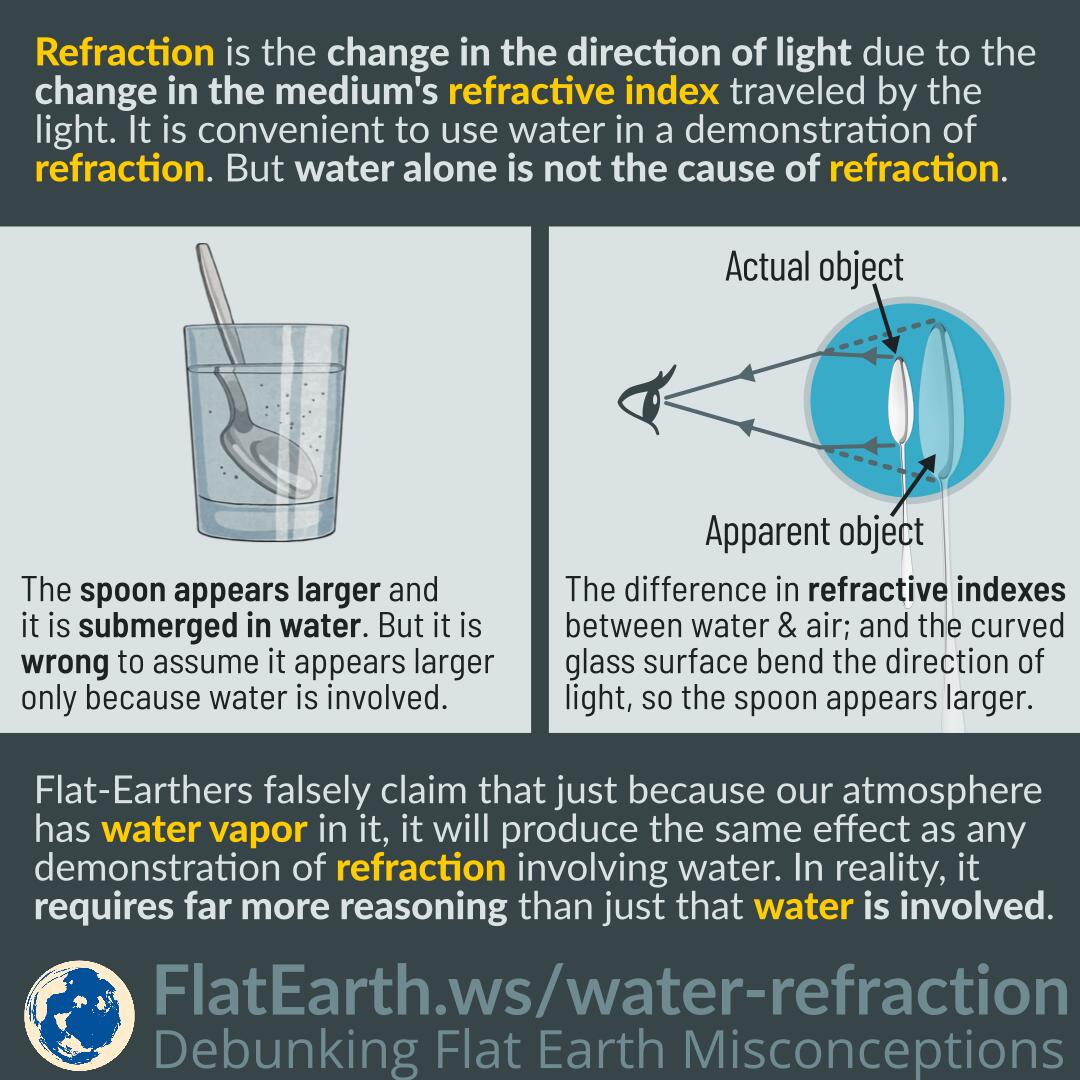 Refraction is the change in the direction of light due to the
change in the medium's refractive index traveled by the
light. It is convenient to use water in a demonstration of
refraction. But water alone is not the cause of refraction.
The spoon appears larger and
it is submerged in water. But it is
wrong to assume it appears larger
only because water is involved.
Actual object
Apparent object
The difference in refractive indexes
between water & air; and the curved
glass surface bend the direction of
light, so the spoon appears larger.
Flat-Earthers falsely claim that just because our atmosphere
has water vapor in it, it will produce the same effect as any
demonstration of refraction involving water. In reality, it
requires far more reasoning than just that water is involved.
FlatEarth.ws/water-refraction
Debunking Flat Earth Misconceptions